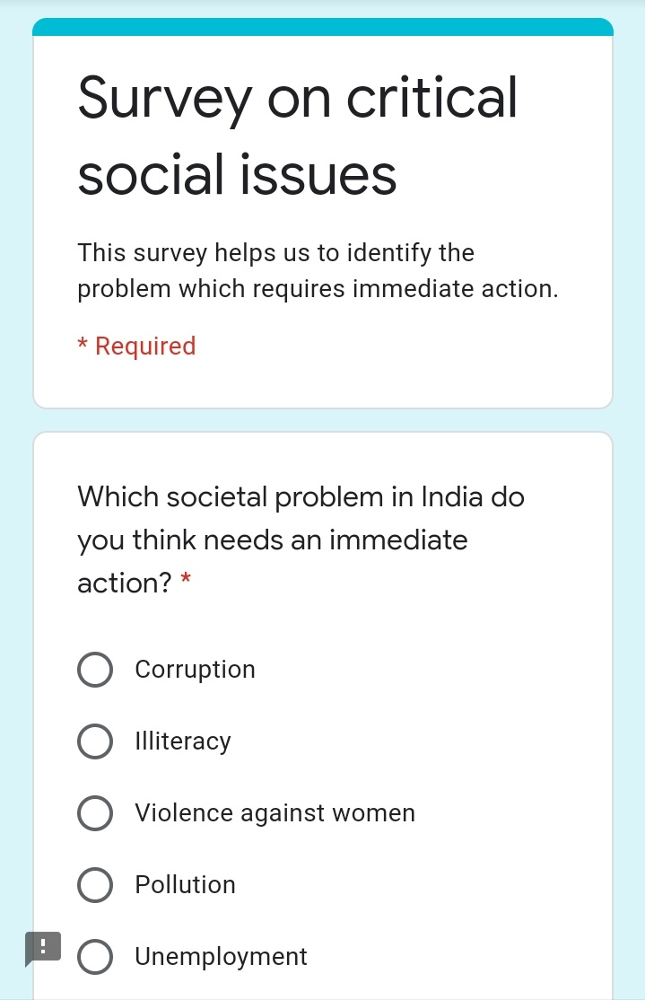 Survey on critical
social issues
This survey helps us to identify the
problem which requires immediate action.
* Required
Which societal problem in India do
you think needs an immediate
action? *
Corruption
Illiteracy
Violence against women
Pollution
Unemployment